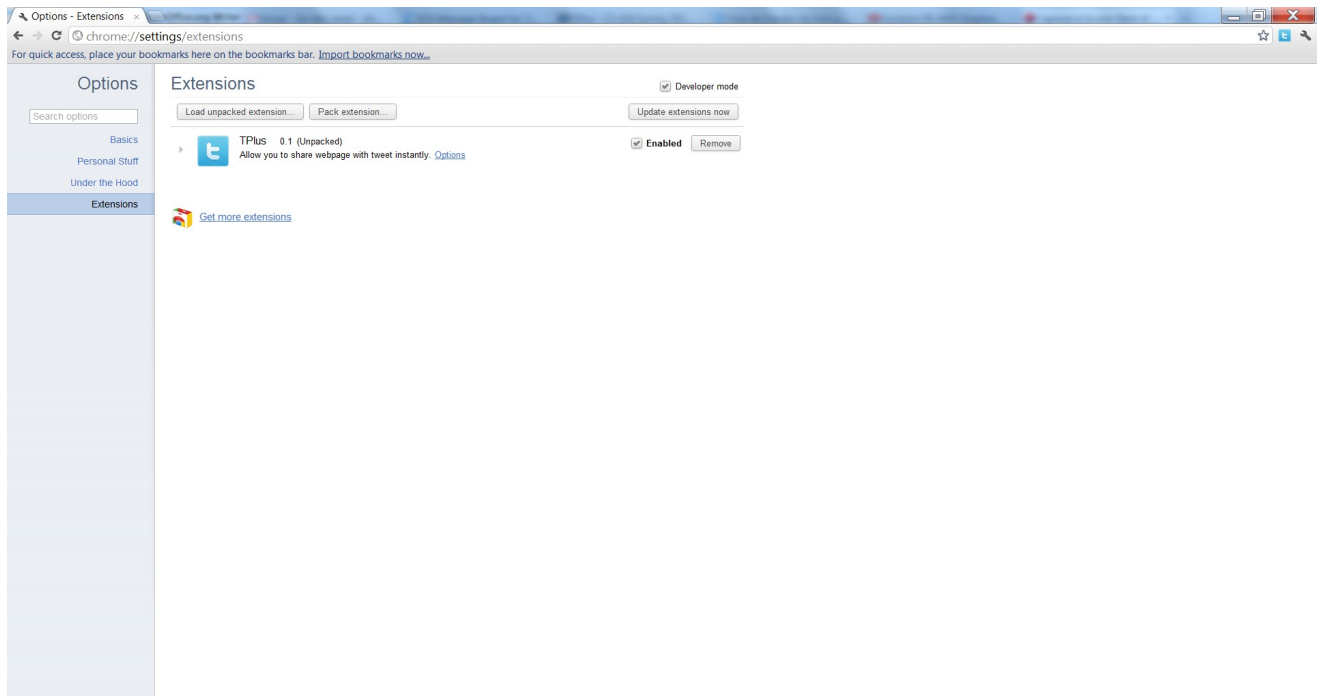 Options - Extensions
chrome://settings/extensions
For quick access, place your bookmarks here on the bookmarks bar. Import bookmarks now...
Options
Extensions
Developer mode
Search options
Load unpacked extension...
Pack extension...
Update extensions now
Basics
Personal Stuff
Under the Hood
Extensions
TPlus 0.1 (Unpacked)
Allow you to share webpage with tweet instantly. Options
Enabled
Remove
Get more extensions